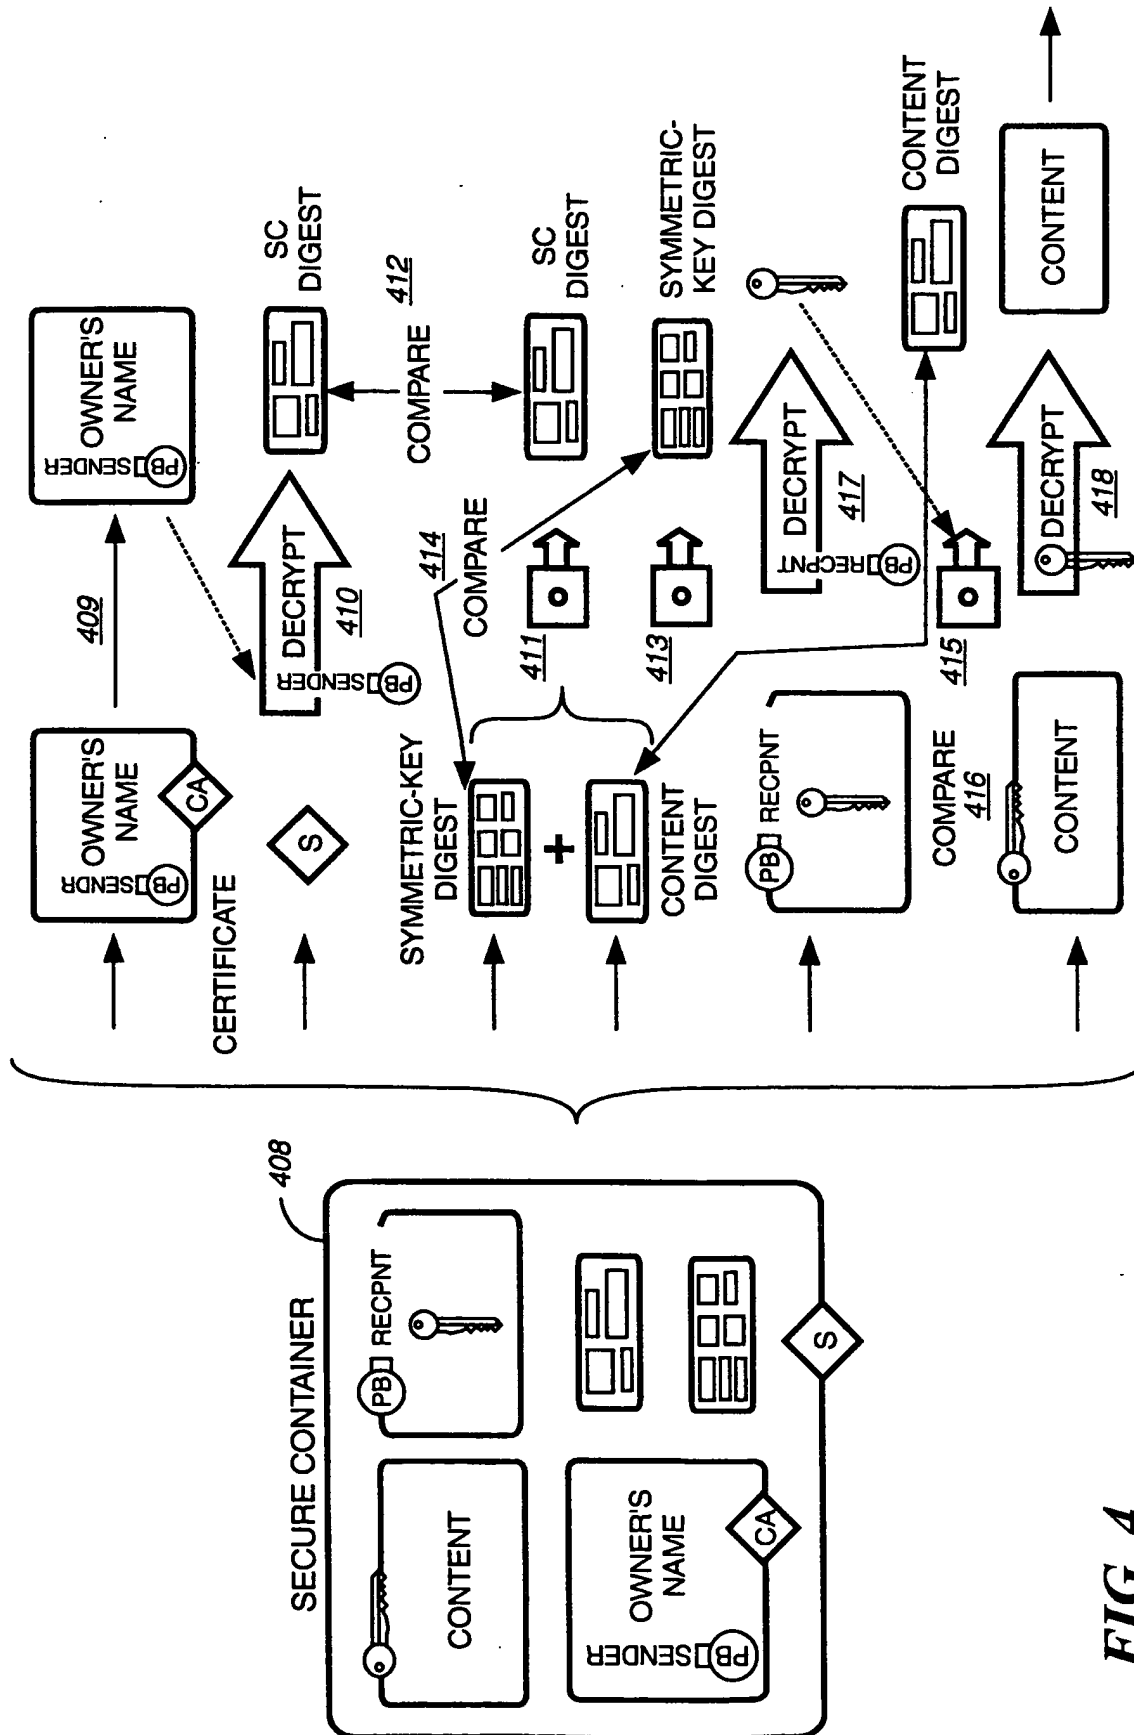 SECURE CONTAINER
408
CONTENT
PB RECPNT
PB SENDER
OWNER'S
NAME
CA
S
PB SENDR
OWNER'S
NAME
CA
CERTIFICATE
409
PB SENDER
OWNER'S
NAME
S
PB SENDER
DECRYPT
410
SC
DIGEST
COMPARE
412
SYMMETRIC-KEY
DIGEST
+
CONTENT
DIGEST
414
COMPARE
411
SC
DIGEST
413
SYMMETRIC-
KEY DIGEST
PB RECPNT
PB RECPNT
DECRYPT
417
COMPARE
416
415
CONTENT
DIGEST
CONTENT
DECRYPT
418
CONTENT
FIG. 4